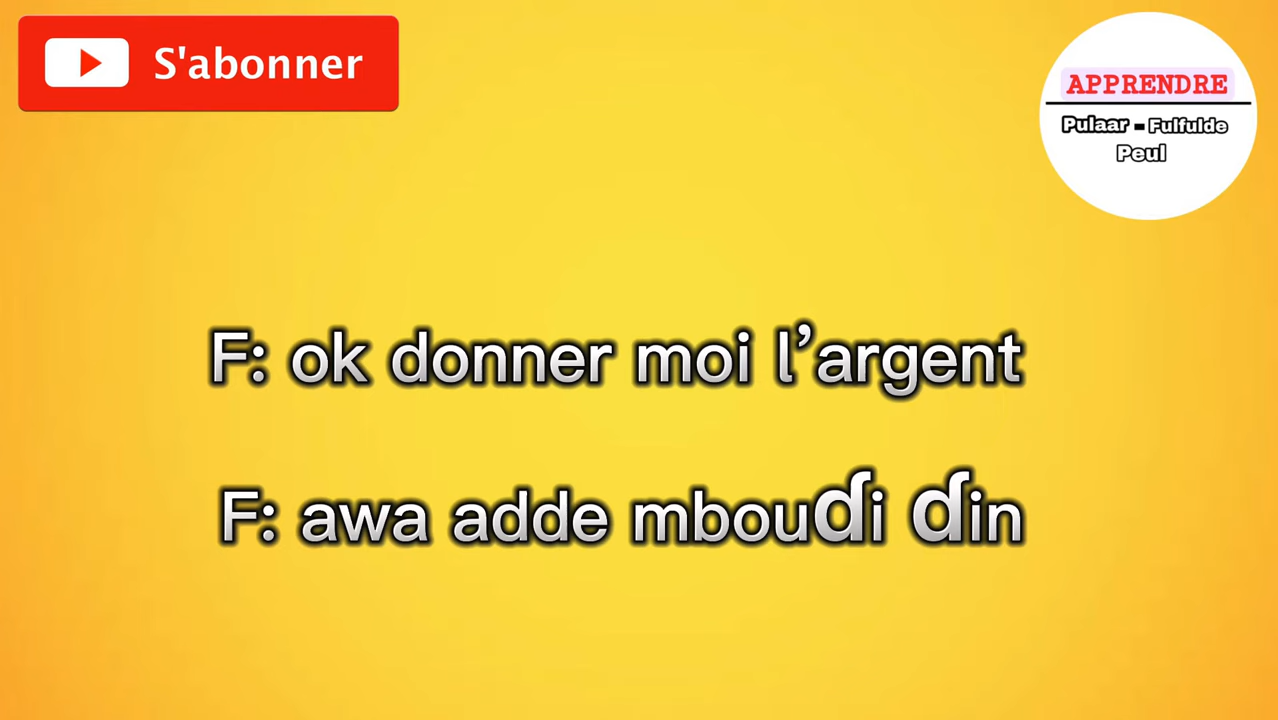 S'abonner
APPRENDRE
Pulaar - Fulfulde
Peul
F: ok donner moi l’argent
F: awa adde mbouɗi ɗin